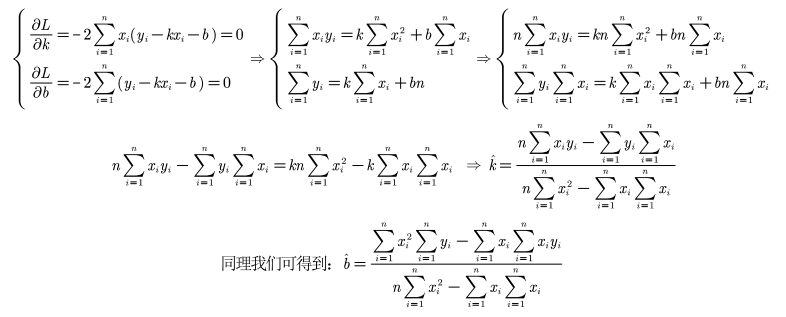 $\begin{cases} \frac{\partial L}{\partial k} = -2\sum_{i=1}^{n} x_i(y_i - kx_i - b) = 0 \\ \frac{\partial L}{\partial b} = -2\sum_{i=1}^{n} (y_i - kx_i - b) = 0 \end{cases} \Rightarrow \begin{cases} \sum_{i=1}^{n} x_i y_i = k\sum_{i=1}^{n} x_i^2 + b\sum_{i=1}^{n} x_i \\ \sum_{i=1}^{n} y_i = k\sum_{i=1}^{n} x_i + bn \end{cases} \Rightarrow \begin{cases} n\sum_{i=1}^{n} x_i y_i = kn\sum_{i=1}^{n} x_i^2 + bn\sum_{i=1}^{n} x_i \\ \sum_{i=1}^{n} y_i \sum_{i=1}^{n} x_i = k\sum_{i=1}^{n} x_i \sum_{i=1}^{n} x_i + bn\sum_{i=1}^{n} x_i \end{cases}$
$n\sum_{i=1}^{n} x_i y_i - \sum_{i=1}^{n} y_i \sum_{i=1}^{n} x_i = kn\sum_{i=1}^{n} x_i^2 - k\sum_{i=1}^{n} x_i \sum_{i=1}^{n} x_i \Rightarrow \hat{k} = \frac{n\sum_{i=1}^{n} x_i y_i - \sum_{i=1}^{n} y_i \sum_{i=1}^{n} x_i}{n\sum_{i=1}^{n} x_i^2 - \sum_{i=1}^{n} x_i \sum_{i=1}^{n} x_i}$
同理我们可得到: $\hat{b} = \frac{\sum_{i=1}^{n} x_i^2 \sum_{i=1}^{n} y_i - \sum_{i=1}^{n} x_i \sum_{i=1}^{n} x_i y_i}{n\sum_{i=1}^{n} x_i^2 - \sum_{i=1}^{n} x_i \sum_{i=1}^{n} x_i}$